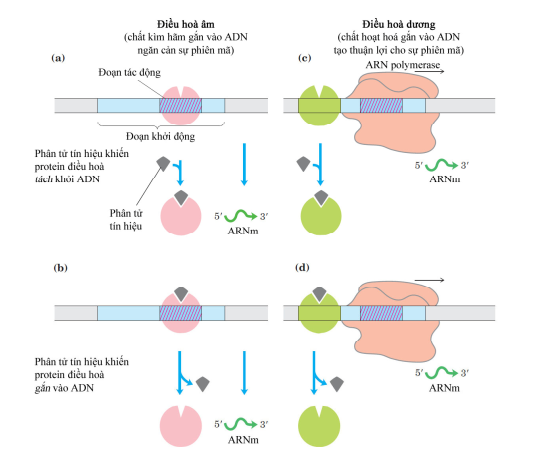 Điều hoà âm
(chất kìm hãm gắn vào ADN
ngăn cản sự phiên mã)
Điều hoà dương
(chất hoạt hoá gắn vào ADN
tạo thuận lợi cho sự phiên mã)
(a)
Đoạn tác động
Đoạn khởi động
Phân tử tín hiệu khiến
protein điều hoà
tách khỏi ADN
Phân tử
tín hiệu
5′ 3′
ARNm
(c)
ARN polymerase
5′ 3′
ARNm
(b)
Phân tử tín hiệu khiến
protein điều hoà
gắn vào ADN
5′ 3′
ARNm
(d)
5′ 3′
ARNm